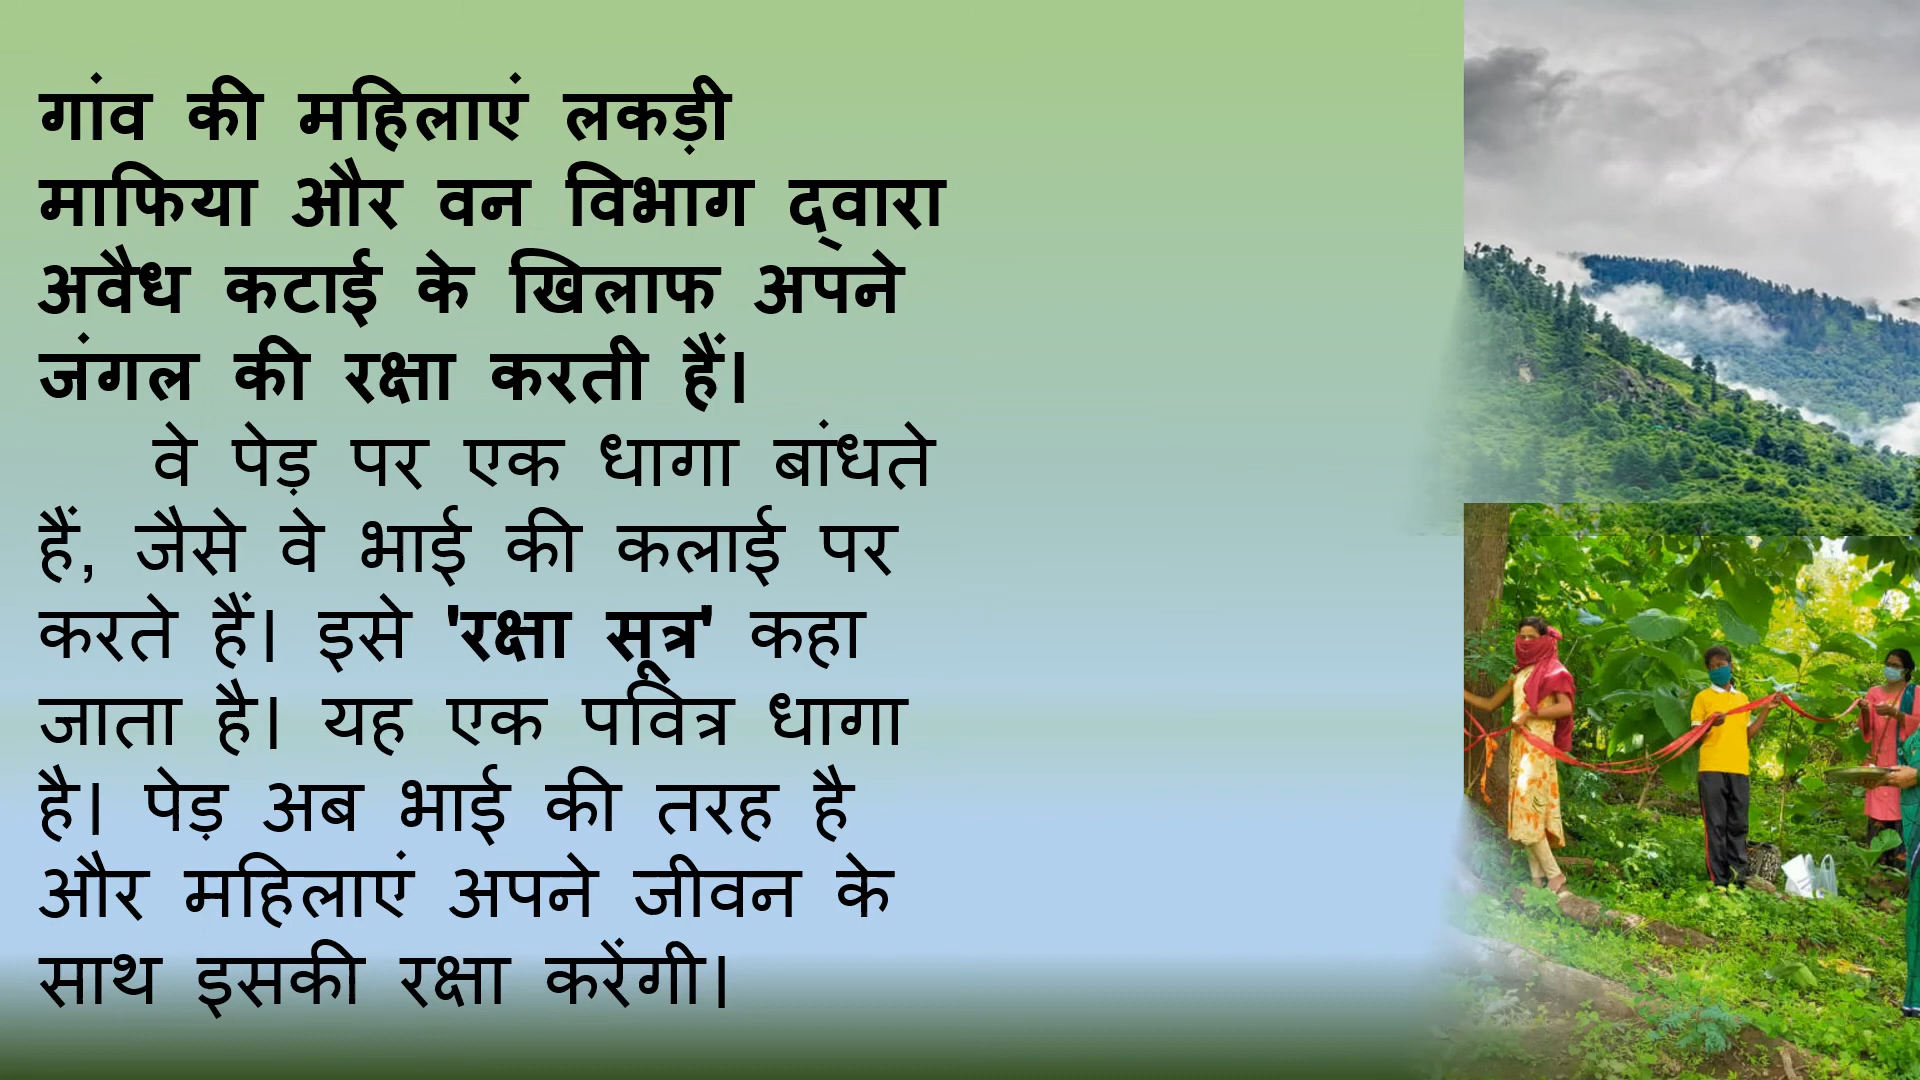 गांव की महिलाएं लकड़ी
माफिया और वन विभाग द्वारा
अवैध कटाई के खिलाफ अपने
जंगल की रक्षा करती हैं।
वे पेड़ पर एक धागा बांधते
हैं, जैसे वे भाई की कलाई पर
करते हैं। इसे 'रक्षा सूत्र' कहा
जाता है। यह एक पवित्र धागा
है। पेड़ अब भाई की तरह है
और महिलाएं अपने जीवन के
साथ इसकी रक्षा करेंगी।